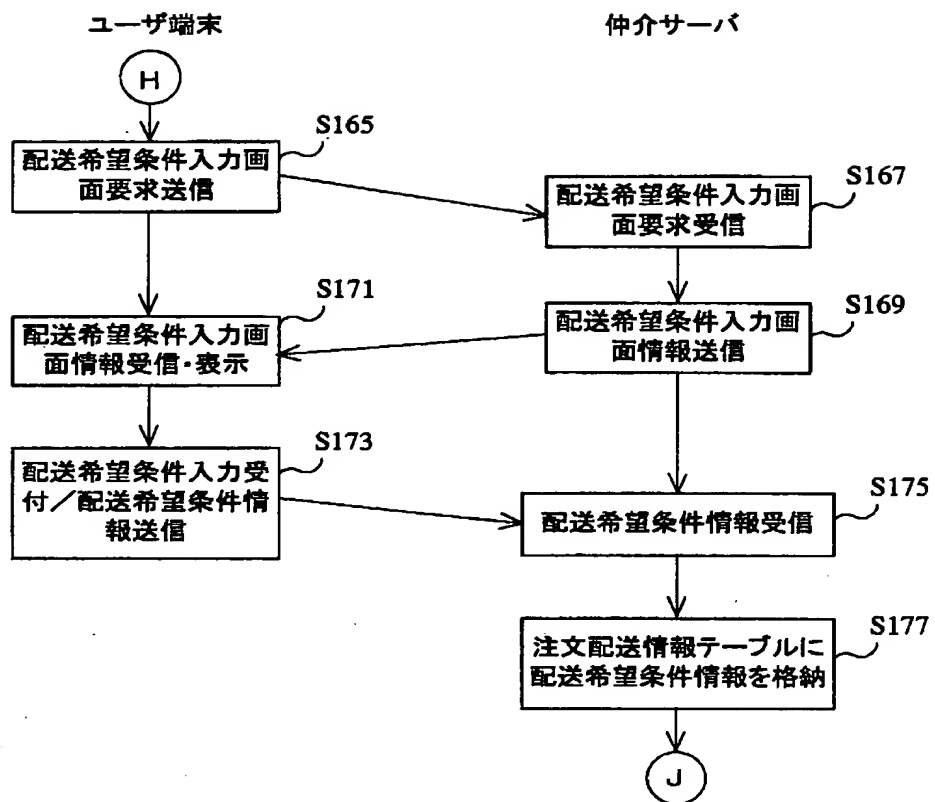 ユーザ端末
仲介サーバ
H
S165
配送希望条件入力画
面要求送信
S167
配送希望条件入力画
面要求受信
S171
配送希望条件入力画
面情報受信・表示
S169
配送希望条件入力画
面情報送信
S173
配送希望条件入力受
付／配送希望条件情
報送信
S175
配送希望条件情報受信
S177
注文配送情報テーブルに
配送希望条件情報を格納
J